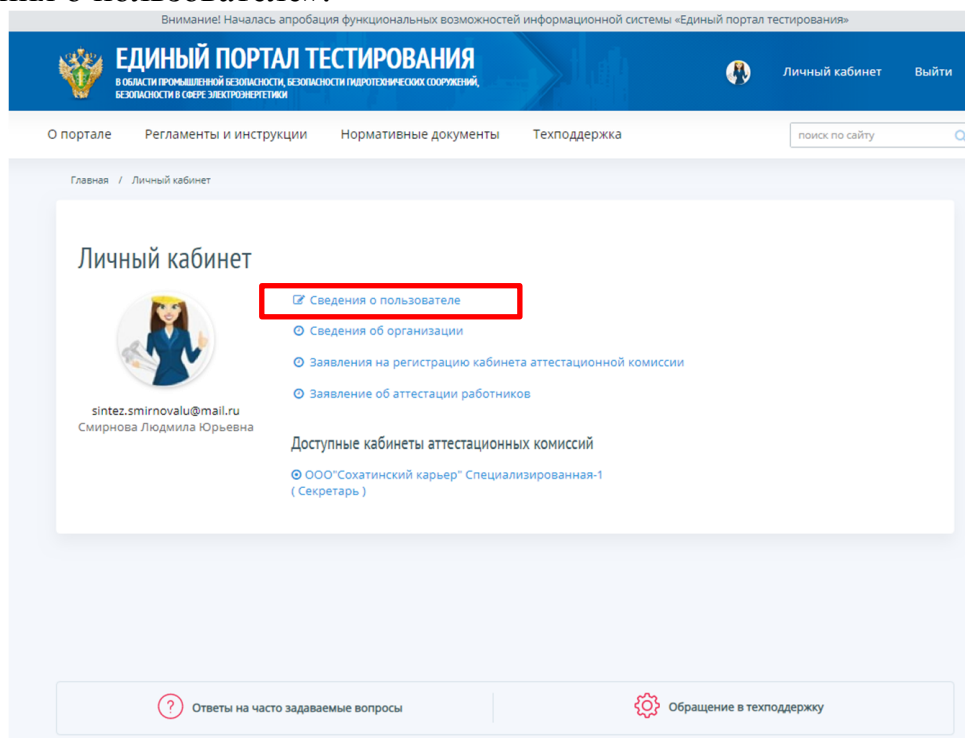 ния о пользователе».
Внимание! Началась апробация функциональных возможностей информационной системы «Единый портал тестирования»
ЕДИНЫЙ ПОРТАЛ ТЕСТИРОВАНИЯ
В ОБЛАСТИ ПРОМЫШЛЕННОЙ БЕЗОПАСНОСТИ, БЕЗОПАСНОСТИ ГИДРОТЕХНИЧЕСКИХ СООРУЖЕНИЙ,
БЕЗОПАСНОСТИ В СФЕРЕ ЭЛЕКТРОЭНЕРГЕТИКИ
Личный кабинет Выйти
О портале Регламенты и инструкции Нормативные документы Техподдержка поиск по сайту
Главная / Личный кабинет
Личный кабинет
Сведения о пользователе
Сведения об организации
Заявления на регистрацию кабинета аттестационной комиссии
Заявление об аттестации работников
sintez.smirnovalu@mail.ru
Смирнова Людмила Юрьевна
Доступные кабинеты аттестационных комиссий
ООО"Сохатинский карьер" Специализированная-1
( Секретарь )
Ответы на часто задаваемые вопросы Обращение в техподдержку